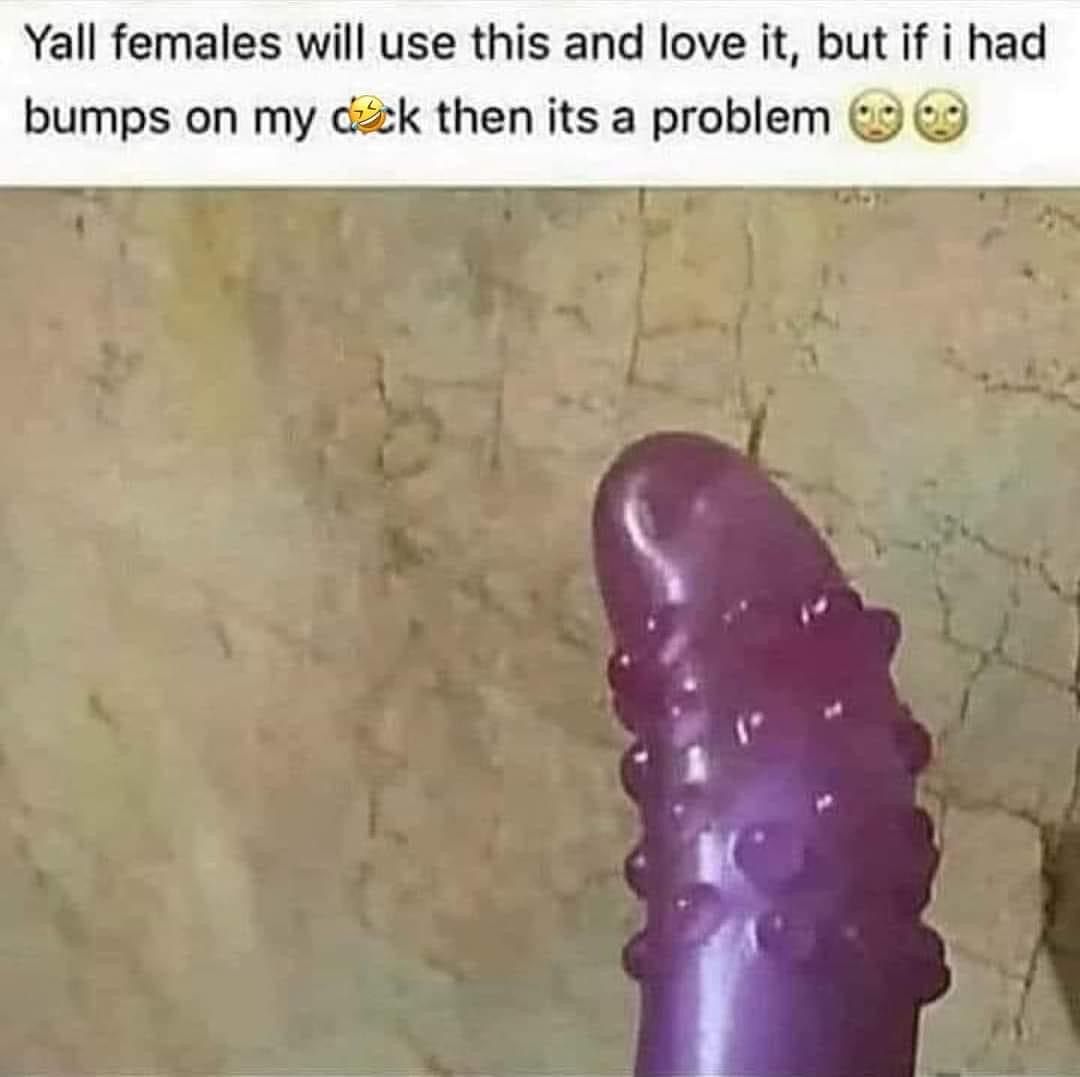 Yall females will use this and love it, but if i had
bumps on my d🤣ck then its a problem 🙄🙄